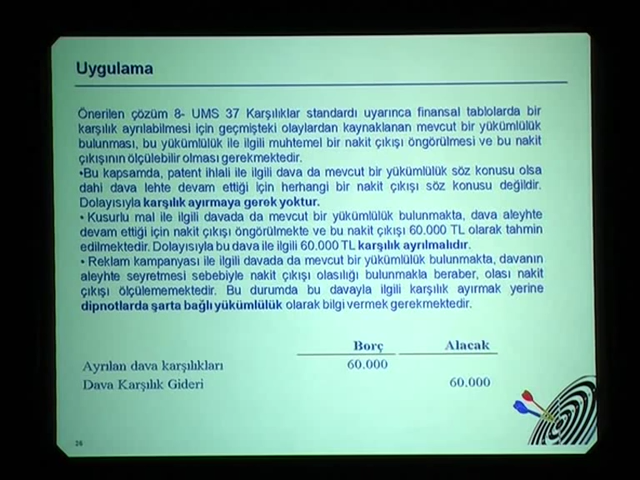 Uygulama
Önerilen çözüm 8- UMS 37 Karşılıklar standardı uyarınca finansal tablolarda bir
karşılık ayrılabilmesi için geçmişteki olaylardan kaynaklanan mevcut bir yükümlülük
bulunması, bu yükümlülük ile ilgili muhtemel bir nakit çıkışı öngörülmesi ve bu nakit
çıkışının ölçülebilir olması gerekmektedir.
•Bu kapsamda, patent ihlali ile ilgili dava da mevcut bir yükümlülük söz konusu olsa
dahi dava lehte devam ettiği için herhangi bir nakit çıkışı söz konusu değildir.
Dolayısıyla karşılık ayırmaya gerek yoktur.
• Kusurlu mal ile ilgili davada da mevcut bir yükümlülük bulunmakta, dava aleyhte
devam ettiği için nakit çıkışı öngörülmekte ve bu nakit çıkışı 60.000 TL olarak tahmin
edilmektedir. Dolayısıyla bu dava ile ilgili 60.000 TL karşılık ayrılmalıdır.
• Reklam kampanyası ile ilgili davada da mevcut bir yükümlülük bulunmakta, davanın
aleyhte seyretmesi sebebiyle nakit çıkışı olasılığı bulunmakla beraber, olası nakit
çıkışı ölçülememektedir. Bu durumda bu davayla ilgili karşılık ayırmak yerine
dipnotlarda şarta bağlı yükümlülük olarak bilgi vermek gerekmektedir.
Borç Alacak
Ayrılan dava karşılıkları 60.000
Dava Karşılık Gideri 60.000
26